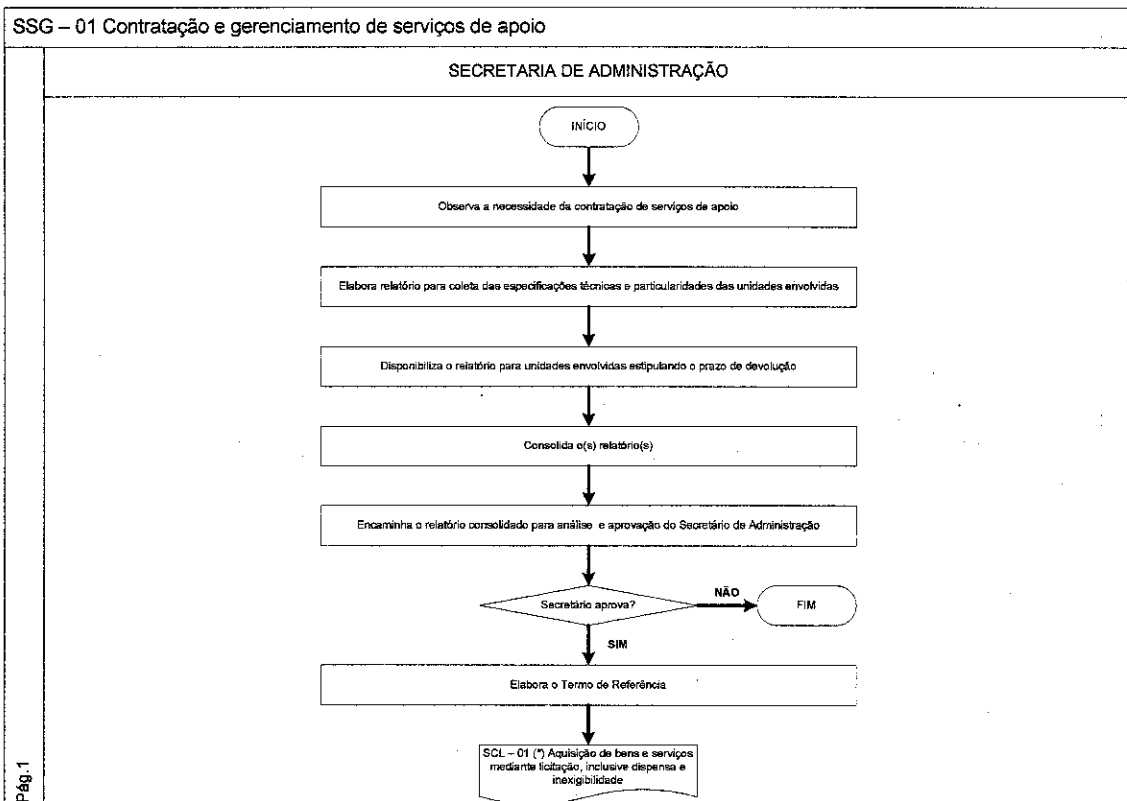 SSG – 01 Contratação e gerenciamento de serviços de apoio
SECRETARIA DE ADMINISTRAÇÃO
INÍCIO
Observa a necessidade da contratação de serviços de apoio
Elabora relatório para coleta das especificações técnicas e particularidades das unidades envolvidas
Disponibiliza o relatório para unidades envolvidas estipulando o prazo de devolução
Consolida o(s) relatório(s)
Encaminha o relatório consolidado para análise e aprovação do Secretário de Administração
Secretário aprova?
NÃO
FIM
SIM
Elabora o Termo de Referência
SCL – 01 (*) Aquisição de bens e serviços
mediante licitação, inclusive dispensa e
inexigibilidade
Pág.1